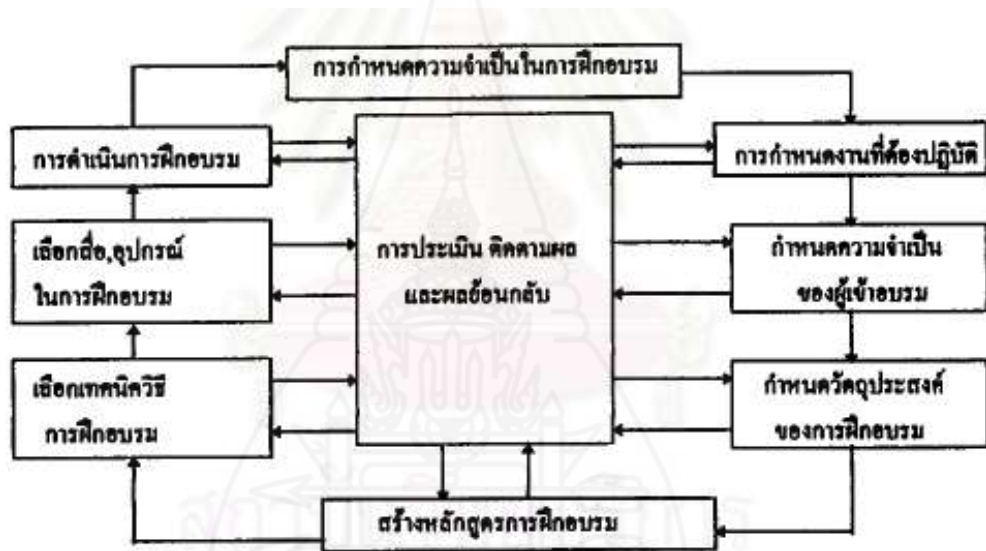 การกำหนดความจำเป็นในการฝึกอบรม
การดำเนินการฝึกอบรม
การกำหนดงานที่ต้องปฏิบัติ
เลือกสื่อ,อุปกรณ์
ในการฝึกอบรม
การประเมิน ติดตามผล
และผลย้อนกลับ
กำหนดความจำเป็น
ของผู้เข้าอบรม
เลือกเทคนิควิธี
การฝึกอบรม
กำหนดวัตถุประสงค์
ของการฝึกอบรม
สร้างหลักสูตรการฝึกอบรม